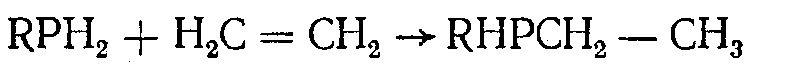 RPH₂ + H₂C = CH₂ → RHPCH₂ — CH₃